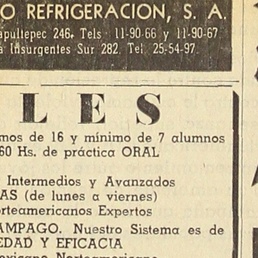 O REFRIGERACION, S. A.
apultepec 246. Tels 11-90-66 y 11-90-67
Insurgentes Sur 282. Tel. 25-54-97.
LES
mos de 16 y mínimo de 7 alumnos
60 Hs. de práctica ORAL
Intermedios y Avanzados
AS (de lunes a viernes)
orteamericanos Expertos
AMPAGO. Nuestro Sistema es de
EDAD Y EFICACIA